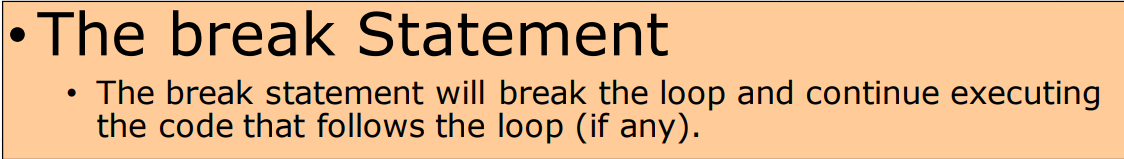 • The break Statement
• The break statement will break the loop and continue executing
the code that follows the loop (if any).